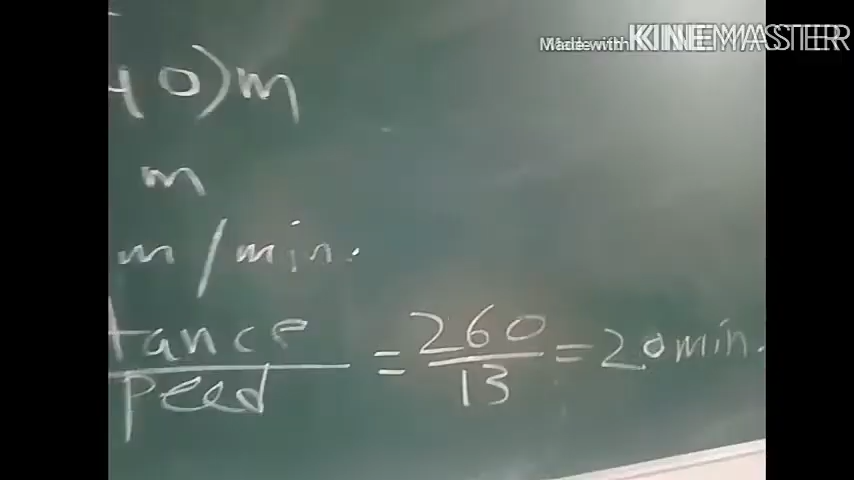 Made with KINEMASTER
40)m
m
m/min.
tance/peed = 260/13 = 20min.